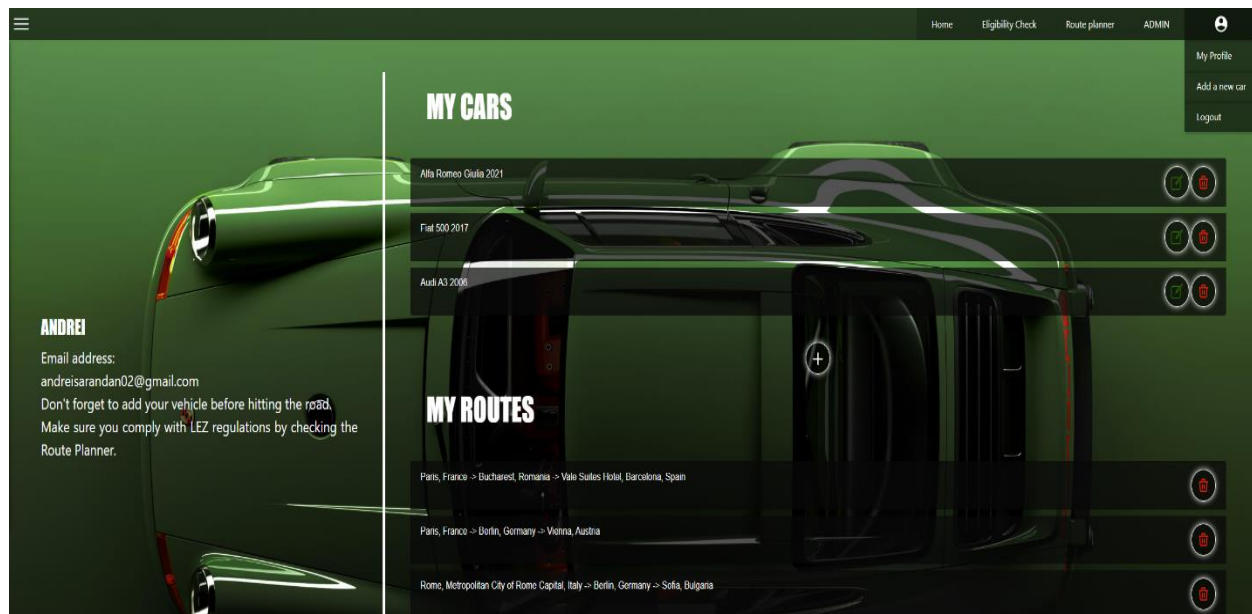 Home Eligibility Check Route planner ADMIN
My Profile
Add a new car
Logout
MY CARS
Alfa Romeo Giulia 2021
Fiat 500 2017
Audi A3 2006
ANDREI
Email address:
andreisarandan02@gmail.com
Don't forget to add your vehicle before hitting the road.
Make sure you comply with LEZ regulations by checking the
Route Planner.
MY ROUTES
Paris, France -> Bucharest, Romania -> Vale Suites Hotel, Barcelona, Spain
Paris, France -> Berlin, Germany -> Vienna, Austria
Rome, Metropolitan City of Rome Capital, Italy -> Berlin, Germany -> Sofia, Bulgaria